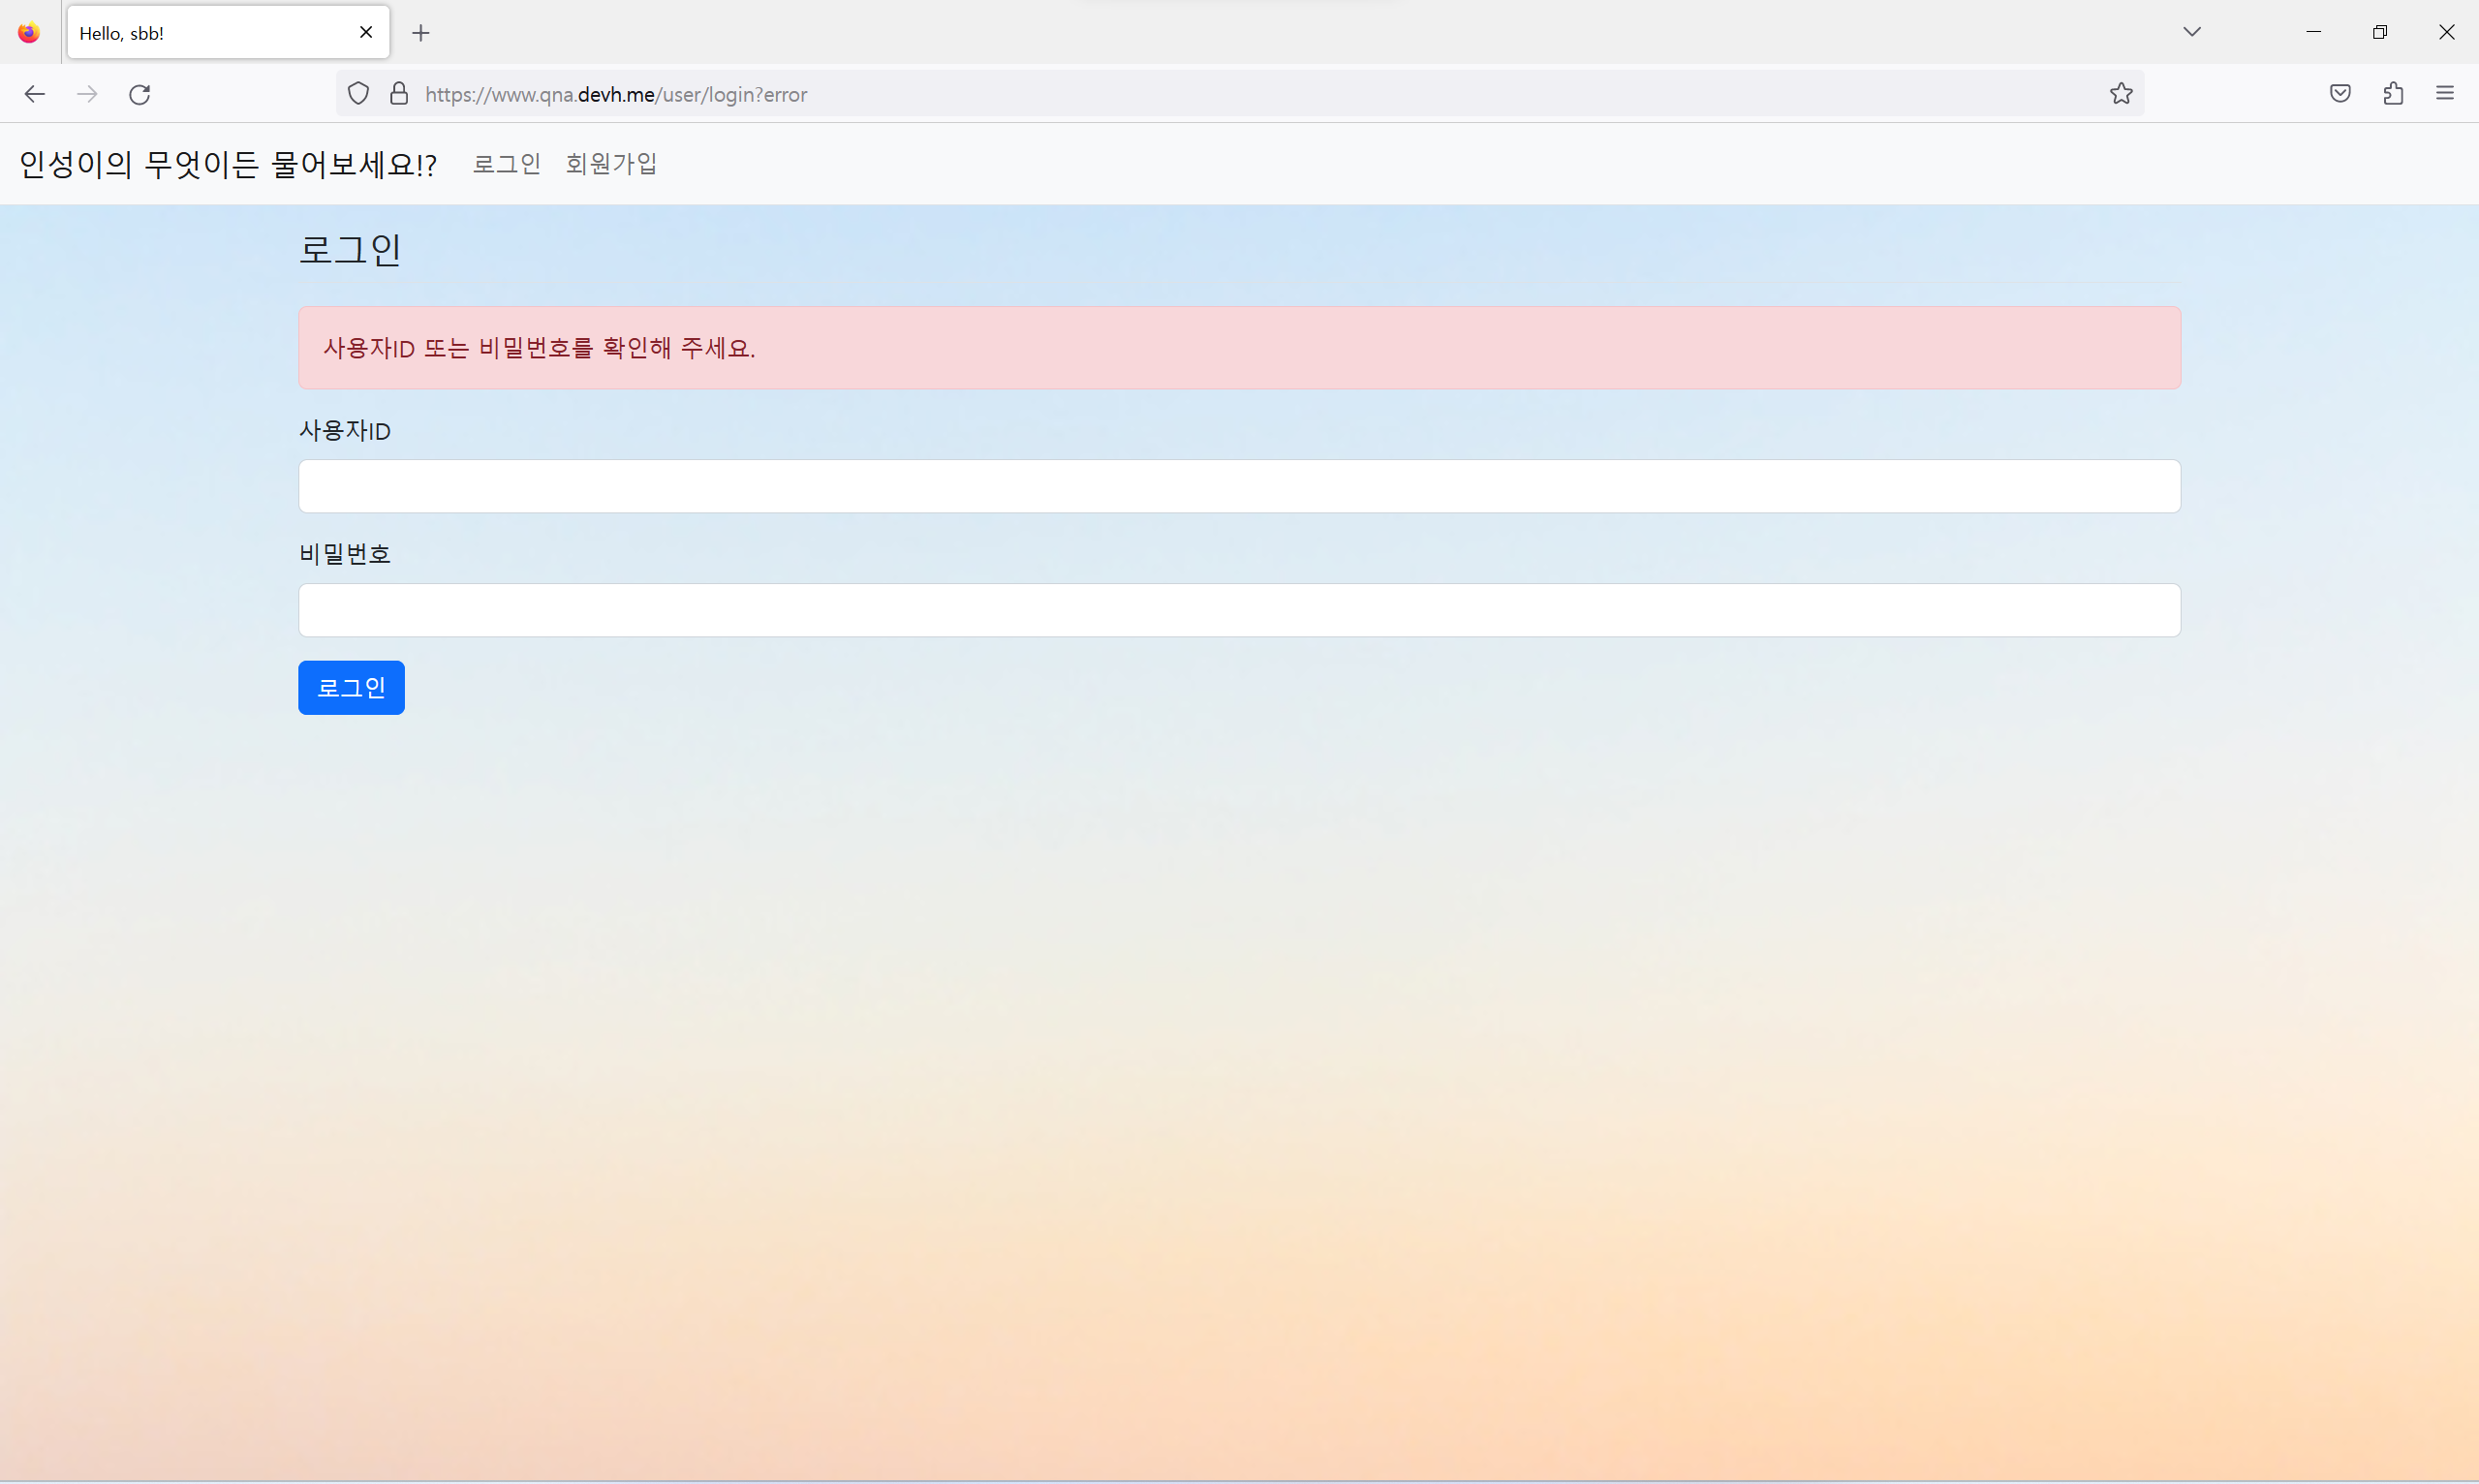 Hello, sbb!
https://www.qna.devh.me/user/login?error
인성이의 무엇이든 물어보세요!? 로그인 회원가입
로그인
사용자ID 또는 비밀번호를 확인해 주세요.
사용자ID
비밀번호
로그인